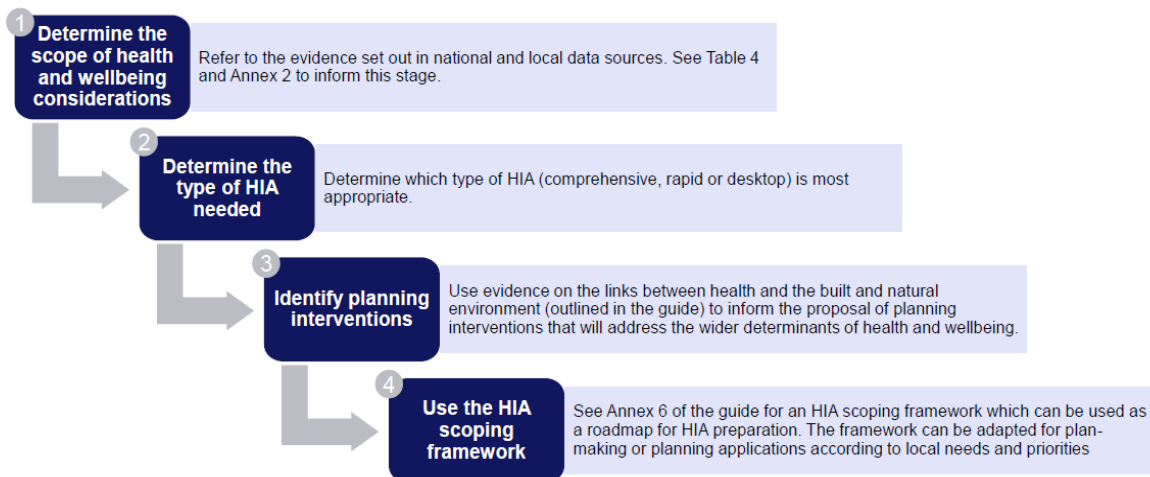 1
Determine the
scope of health
and wellbeing
considerations
Refer to the evidence set out in national and local data sources. See Table 4
and Annex 2 to inform this stage.
2
Determine the
type of HIA
needed
Determine which type of HIA (comprehensive, rapid or desktop) is most
appropriate.
3
Identify planning
interventions
Use evidence on the links between health and the built and natural
environment (outlined in the guide) to inform the proposal of planning
interventions that will address the wider determinants of health and wellbeing.
4
Use the HIA
scoping
framework
See Annex 6 of the guide for an HIA scoping framework which can be used as
a roadmap for HIA preparation. The framework can be adapted for plan-
making or planning applications according to local needs and priorities